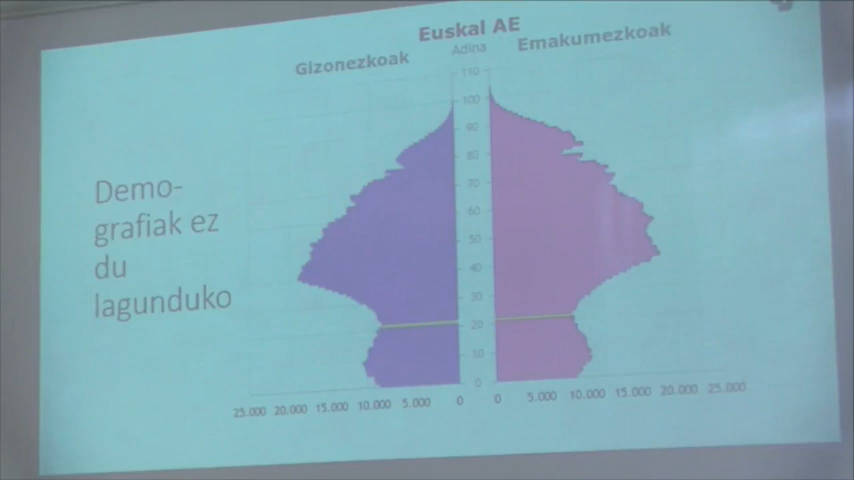 Euskal AE
Gizonezkoak
Adina
Emakumezkoak
Demo-
grafiak ez
du
lagunduko
110
100
90
80
70
60
50
40
30
20
10
0
25.000 20.000 15.000 10.000 5.000 0
0 5.000 10.000 15.000 20.000 25.000